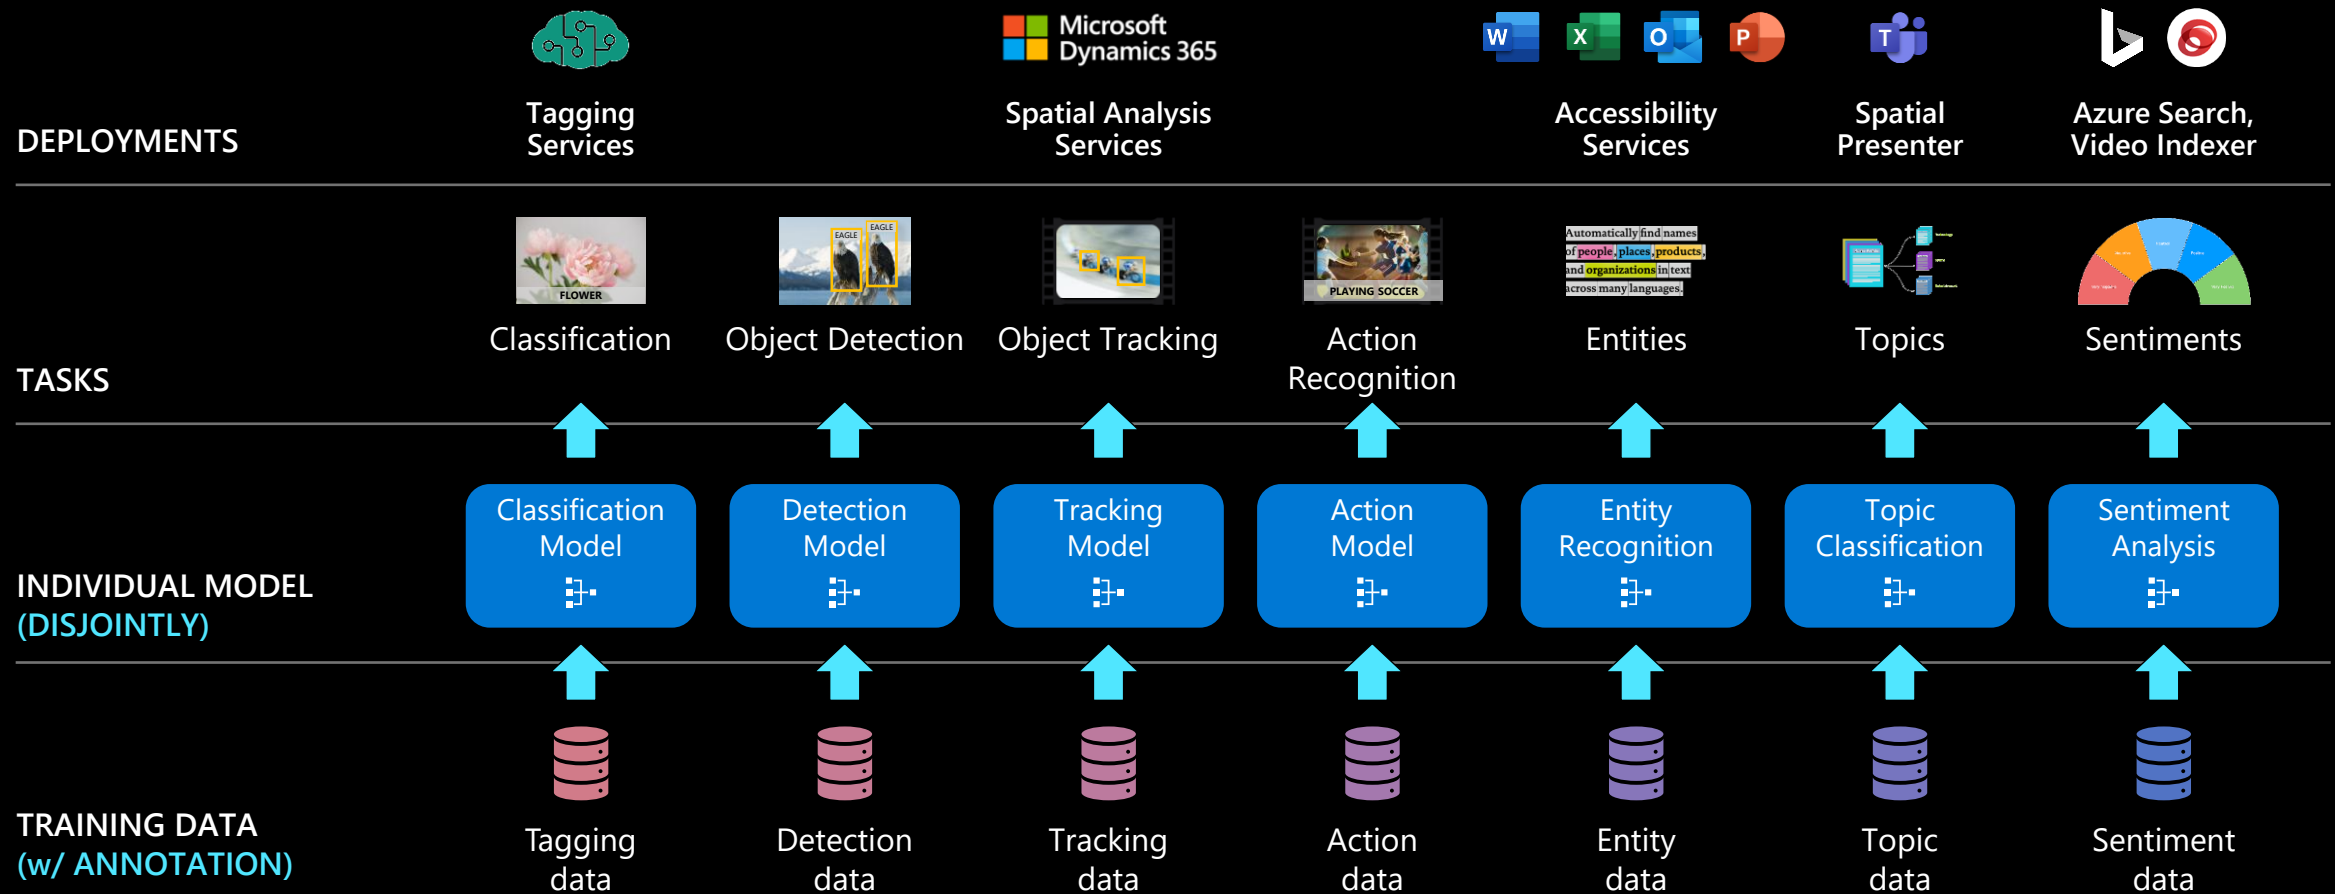 Microsoft
Dynamics 365
W
X
O
P
T
DEPLOYMENTS
Tagging
Services
Spatial Analysis
Services
Accessibility
Services
Spatial
Presenter
Azure Search,
Video Indexer
FLOWER
EAGLE
EAGLE
PLAYING SOCCER
Automatically find names
of people, places, products,
and organizations in text
across many languages.
TASKS
Classification
Object Detection
Object Tracking
Action
Recognition
Entities
Topics
Sentiments
INDIVIDUAL MODEL
(DISJOINTLY)
Classification
Model
Detection
Model
Tracking
Model
Action
Model
Entity
Recognition
Topic
Classification
Sentiment
Analysis
TRAINING DATA
(w/ ANNOTATION)
Tagging
data
Detection
data
Tracking
data
Action
data
Entity
data
Topic
data
Sentiment
data